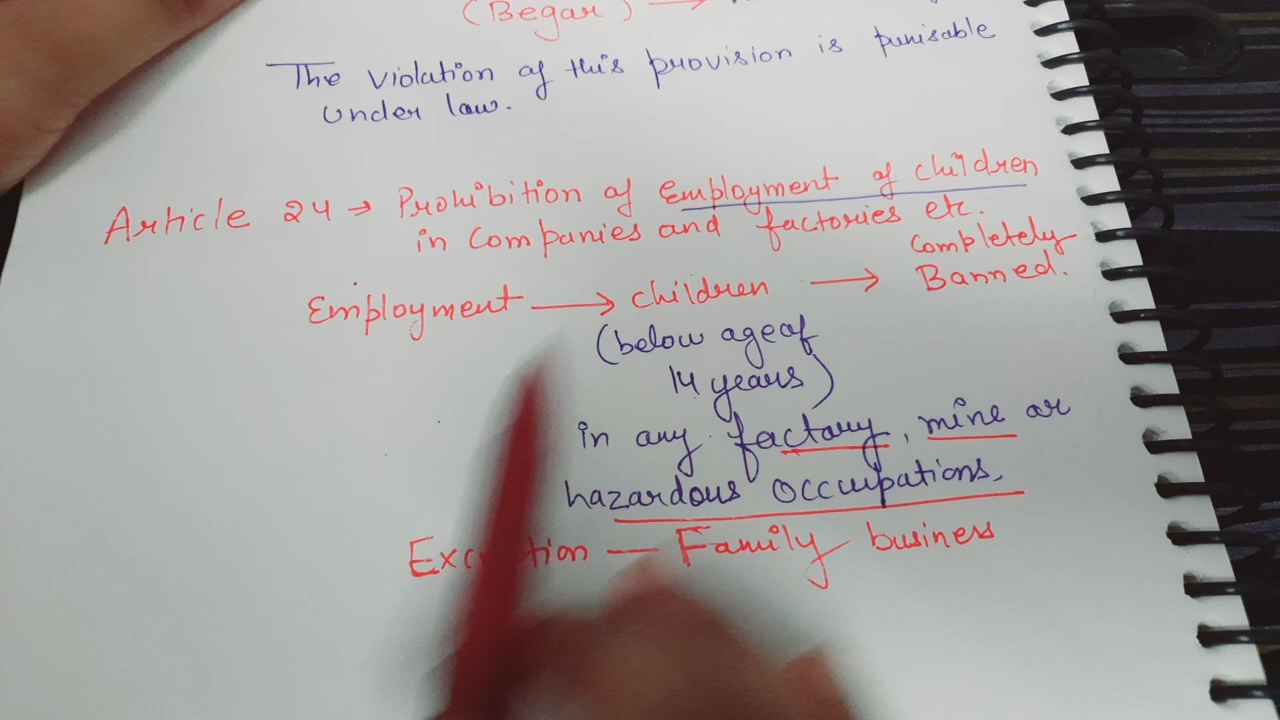 (Begar) →
The violation of this provision is punisable
under law.
Article 24 → Prohibition of employment of children
in companies and factories etc.
Employment → children → completely
Banned.
(below age of
14 years)
in any factory, mine or
hazardous occupations,
— Family business